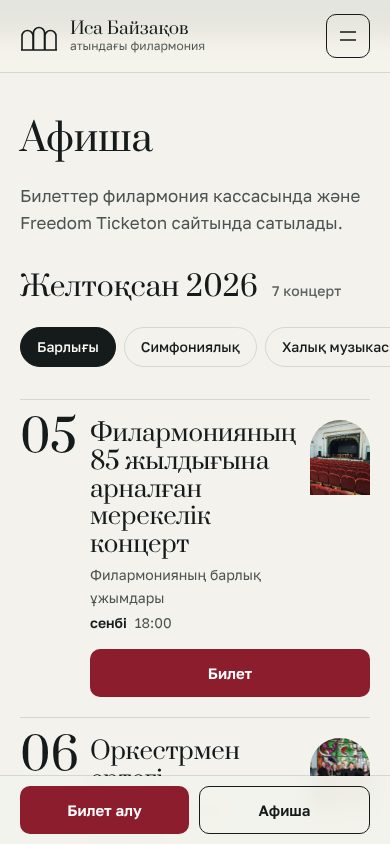 Иса Байзақов
атындағы филармония
Афиша
Билеттер филармония кассасында және
Freedom Ticketon сайтында сатылады.
Желтоқсан 2026 7 концерт
Барлығы Симфониялық Халық музыкас
05 Филармонияның
85 жылдығына
арналған
мерекелік
концерт
Филармонияның барлық
ұжымдары
сенбі 18:00
Билет
06 Оркестрмен
Билет алу Афиша